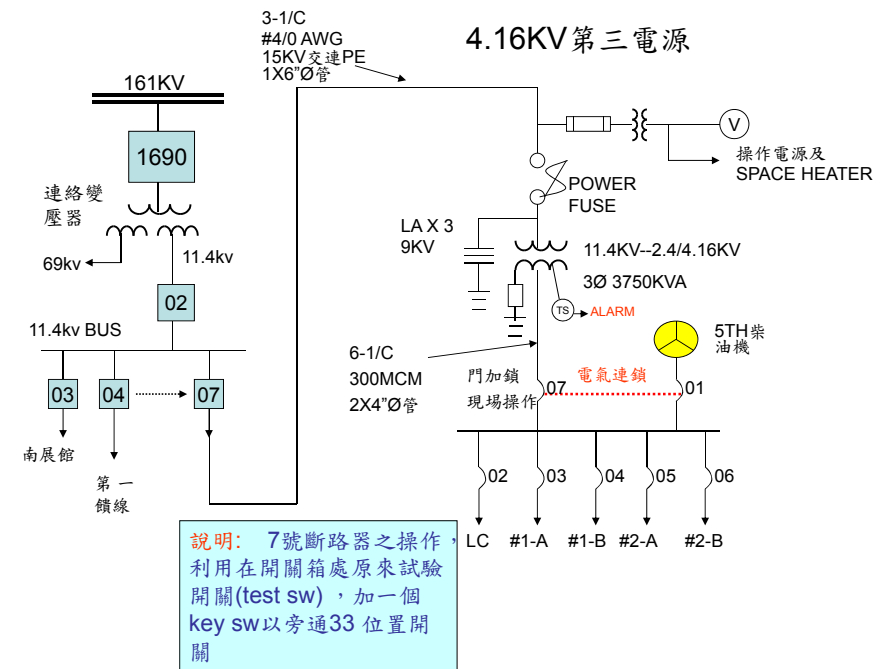 4.16KV第三電源
3-1/C
#4/0 AWG
15KV交連PE
1X6"Ø管
161KV
1690
連絡變
壓器
69kv
11.4kv
02
11.4kv BUS
03
04
07
南展館
第一
饋線
V
操作電源及
SPACE HEATER
POWER
FUSE
LA X 3
9KV
11.4KV--2.4/4.16KV
3Ø 3750KVA
TS
ALARM
5TH柴
油機
6-1/C
300MCM
2X4"Ø管
門加鎖
現場操作
07
電氣連鎖
01
02
03
04
05
06
LC
#1-A
#1-B
#2-A
#2-B
說明: 7號斷路器之操作，
利用在開關箱處原來試驗
開關(test sw) ，加一個
key sw以旁通33 位置開
關